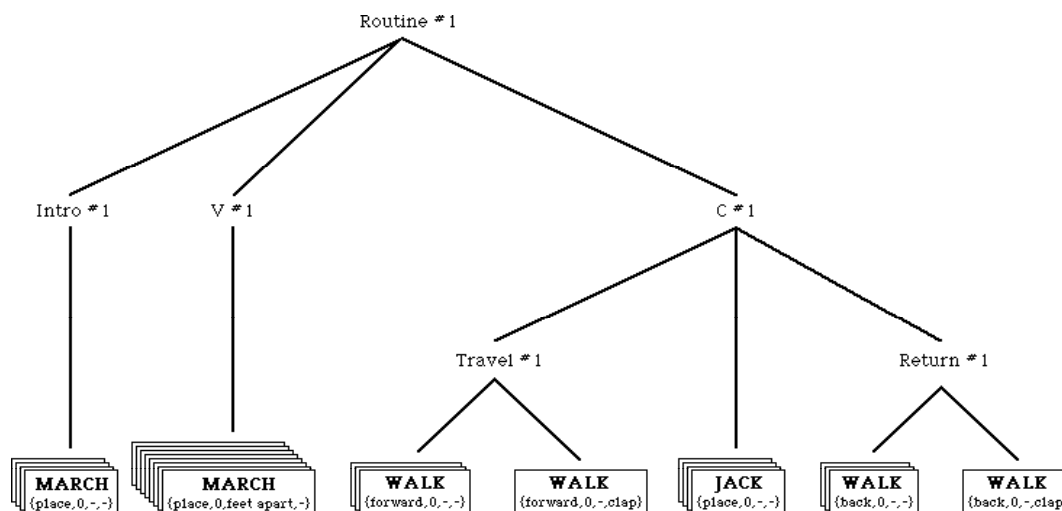 Routine #1
Intro #1
V #1
C #1
Travel #1
Return #1
MARCH
{place,0,-,-}
MARCH
{place,0,feet apart,-}
WALK
{forward,0,-,-}
WALK
{forward,0,-,clap}
JACK
{place,0,-,-}
WALK
{back,0,-,-}
WALK
{back,0,-,clap}